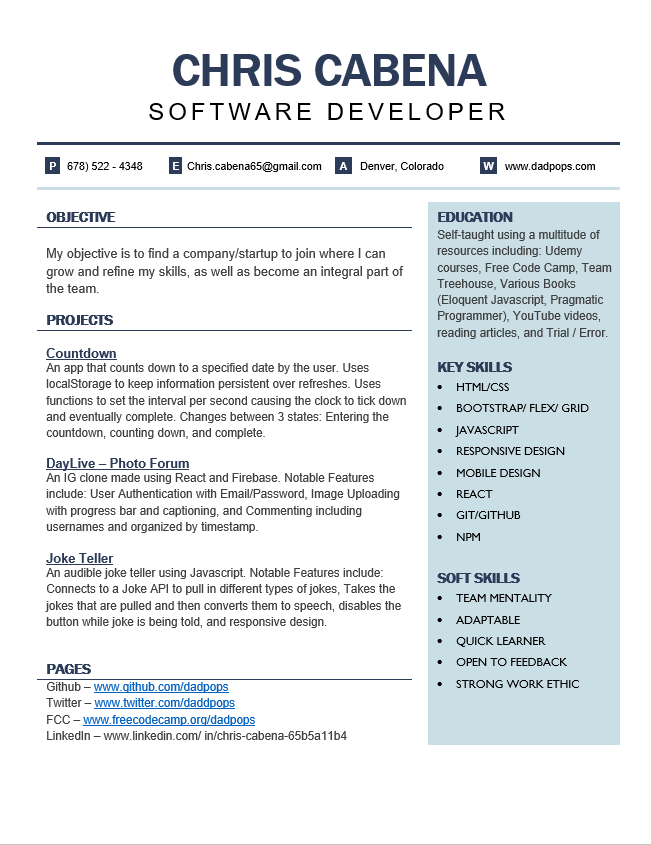 CHRIS CABENA
SOFTWARE DEVELOPER
P 678) 522 - 4348 E Chris.cabena65@gmail.com A Denver, Colorado W www.dadpops.com
OBJECTIVE
My objective is to find a company/startup to join where I can
grow and refine my skills, as well as become an integral part of
the team.
PROJECTS
Countdown
An app that counts down to a specified date by the user. Uses
localStorage to keep information persistent over refreshes. Uses
functions to set the interval per second causing the clock to tick down
and eventually complete. Changes between 3 states: Entering the
countdown, counting down, and complete.
DayLive – Photo Forum
An IG clone made using React and Firebase. Notable Features
include: User Authentication with Email/Password, Image Uploading
with progress bar and captioning, and Commenting including
usernames and organized by timestamp.
Joke Teller
An audible joke teller using Javascript. Notable Features include:
Connects to a Joke API to pull in different types of jokes, Takes the
jokes that are pulled and then converts them to speech, disables the
button while joke is being told, and responsive design.
PAGES
Github – www.github.com/dadpops
Twitter – www.twitter.com/daddpops
FCC – www.freecodecamp.org/dadpops
LinkedIn – www.linkedin.com/ in/chris-cabena-65b5a11b4
EDUCATION
Self-taught using a multitude of
resources including: Udemy
courses, Free Code Camp, Team
Treehouse, Various Books
(Eloquent Javascript, Pragmatic
Programmer), YouTube videos,
reading articles, and Trial / Error.
KEY SKILLS
• HTML/CSS
• BOOTSTRAP/ FLEX/ GRID
• JAVASCRIPT
• RESPONSIVE DESIGN
• MOBILE DESIGN
• REACT
• GIT/GITHUB
• NPM
SOFT SKILLS
• TEAM MENTALITY
• ADAPTABLE
• QUICK LEARNER
• OPEN TO FEEDBACK
• STRONG WORK ETHIC